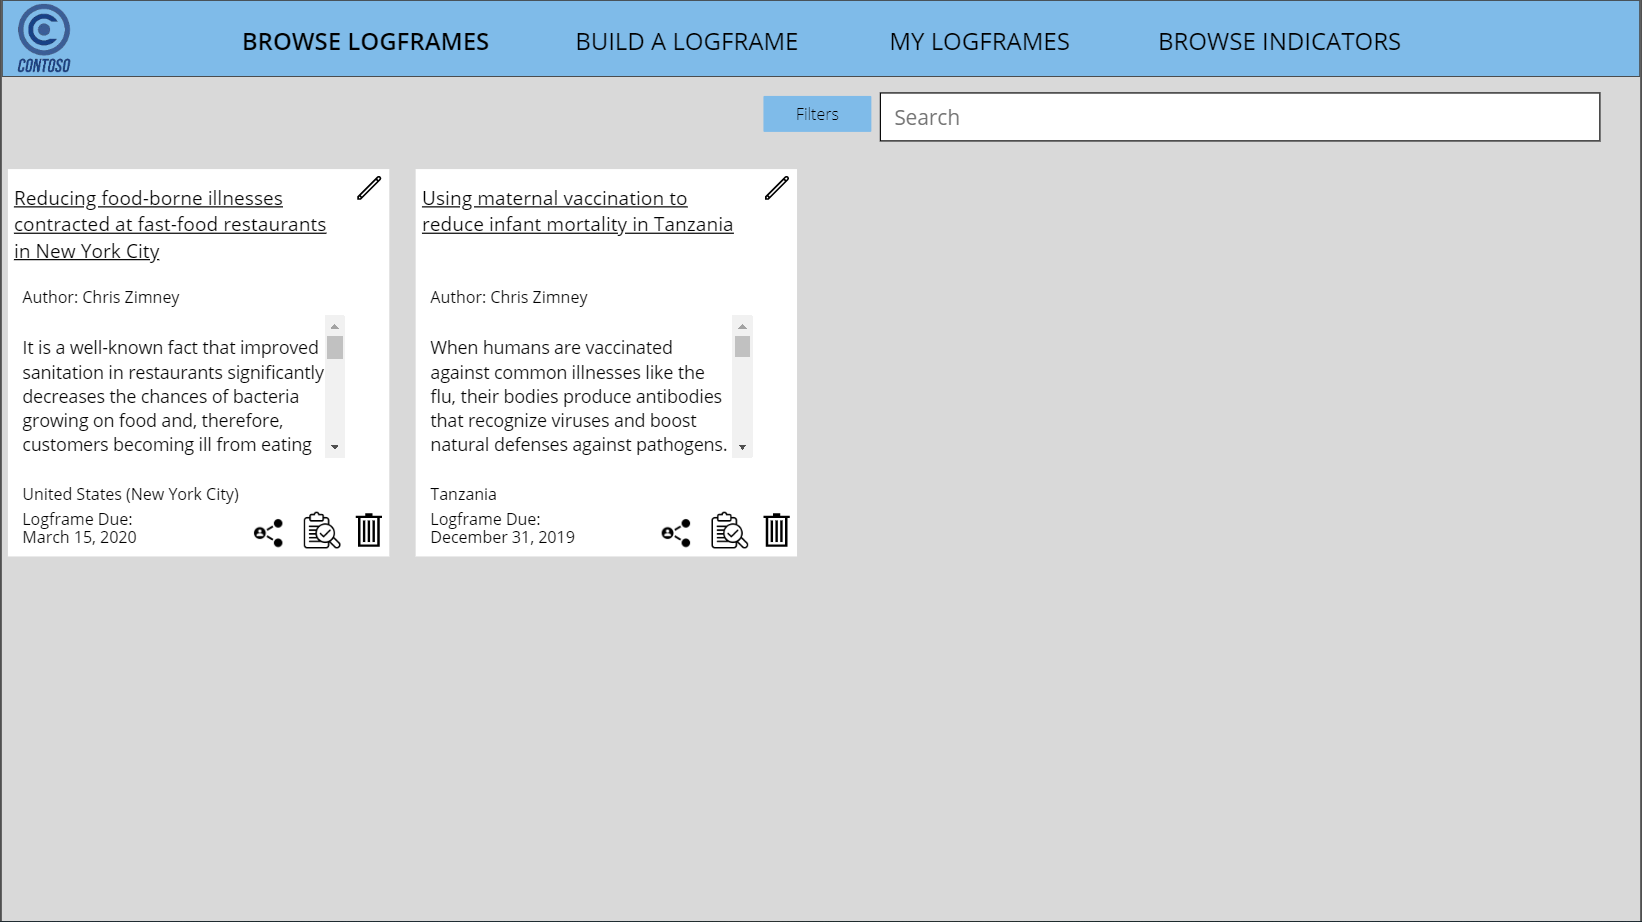 CONTOSO
BROWSE LOGFRAMES
BUILD A LOGFRAME
MY LOGFRAMES
BROWSE INDICATORS
Filters
Search
Reducing food-borne illnesses
contracted at fast-food restaurants
in New York City
Author: Chris Zimney
It is a well-known fact that improved
sanitation in restaurants significantly
decreases the chances of bacteria
growing on food and, therefore,
customers becoming ill from eating
United States (New York City)
Logframe Due:
March 15, 2020
Using maternal vaccination to
reduce infant mortality in Tanzania
Author: Chris Zimney
When humans are vaccinated
against common illnesses like the
flu, their bodies produce antibodies
that recognize viruses and boost
natural defenses against pathogens.
Tanzania
Logframe Due:
December 31, 2019